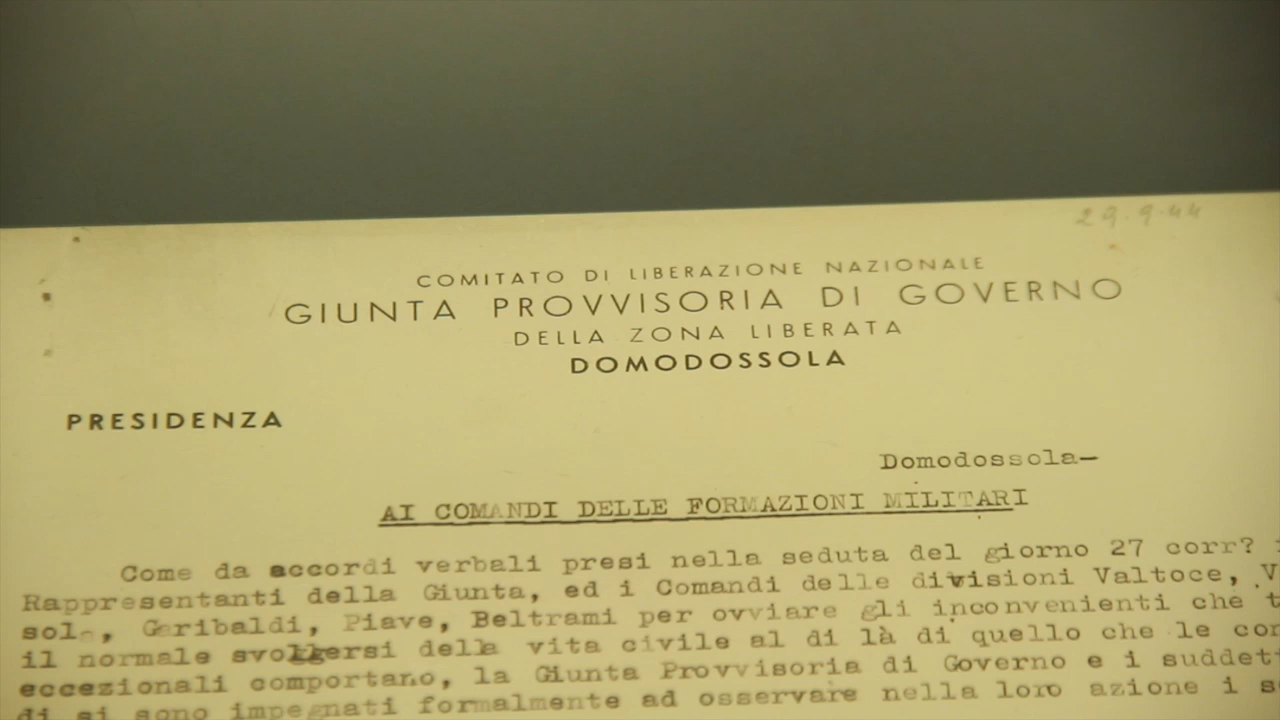 29.9.44
COMITATO DI LIBERAZIONE NAZIONALE
GIUNTA PROVVISORIA DI GOVERNO
DELLA ZONA LIBERATA
DOMODOSSOLA
PRESIDENZA
Domodossola—
AI COMANDI DELLE FORMAZIONI MILITARI
Come da accordi verbali presi nella seduta del giorno 27 corr?
Rappresentanti della Giunta, ed i Comandi delle divisioni Valtoce, V
sol , Garibaldi, Piave, Beltrami per ovviare gli inconvenienti che t
il normale svolgersi della vita civile al di là di quello che le con
eccezionali comportano, la Giunta Provvisoria di Governo e i suddett
di si sono impegnati formalmente ad osservare nella loro azione i s